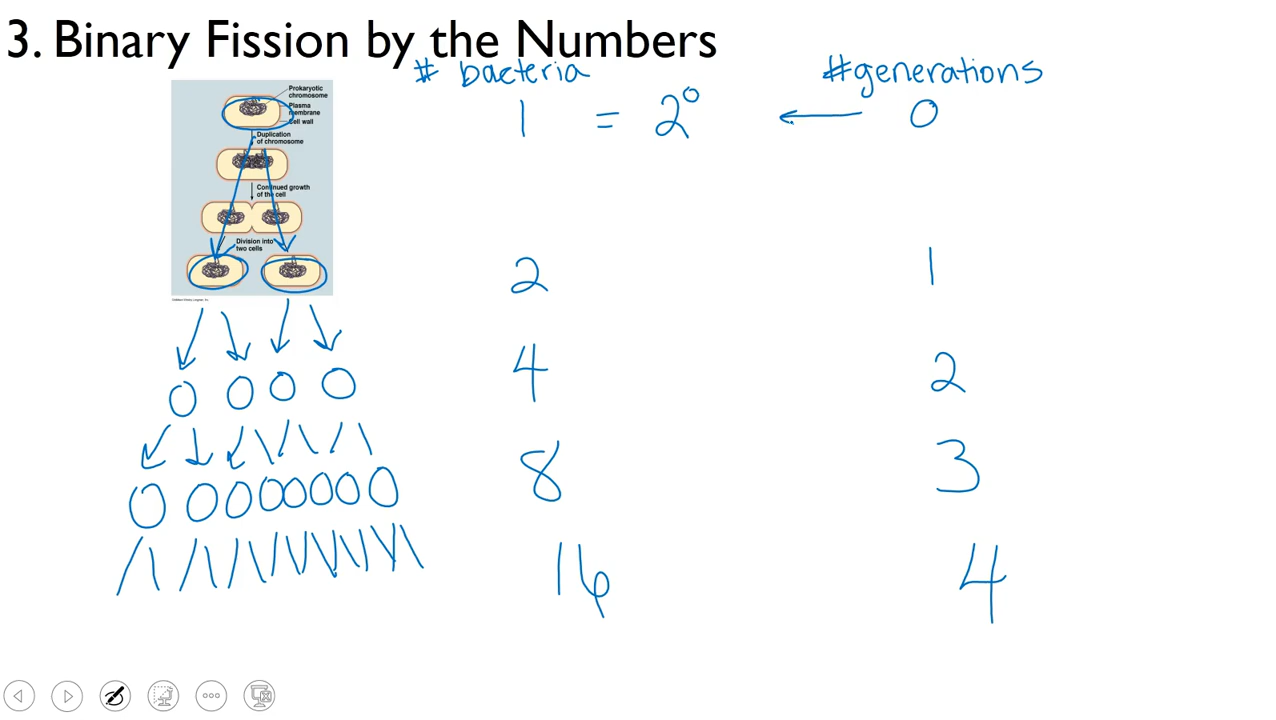 3. Binary Fission by the Numbers
# bacteria #generations
Prokaryotic
chromosome
Plasma
membrane
Cell wall
Duplication
of chromosome
Continued growth
of the cell
Division into
two cells
1 = 2⁰ ← 0
2 1
4 2
8 3
16 4